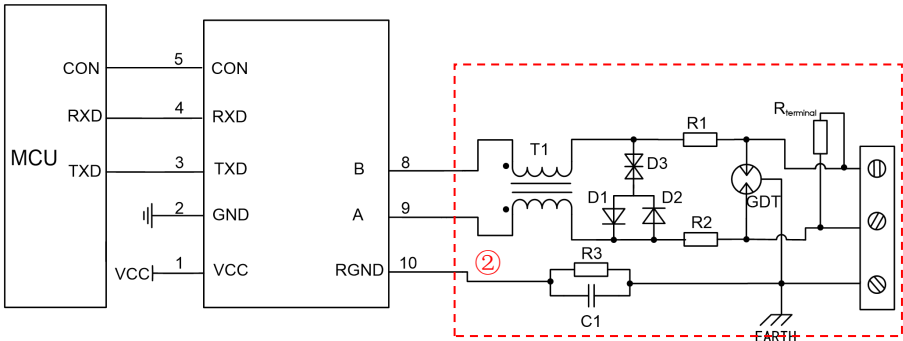 MCU
CON
RXD
TXD
5
4
3
2
1
CON
RXD
TXD
GND
VCC
VCC
B
A
RGND
8
9
10
②
T1
D3
D1
D2
R1
R2
GDT
Rterminal
R3
C1
EARTH